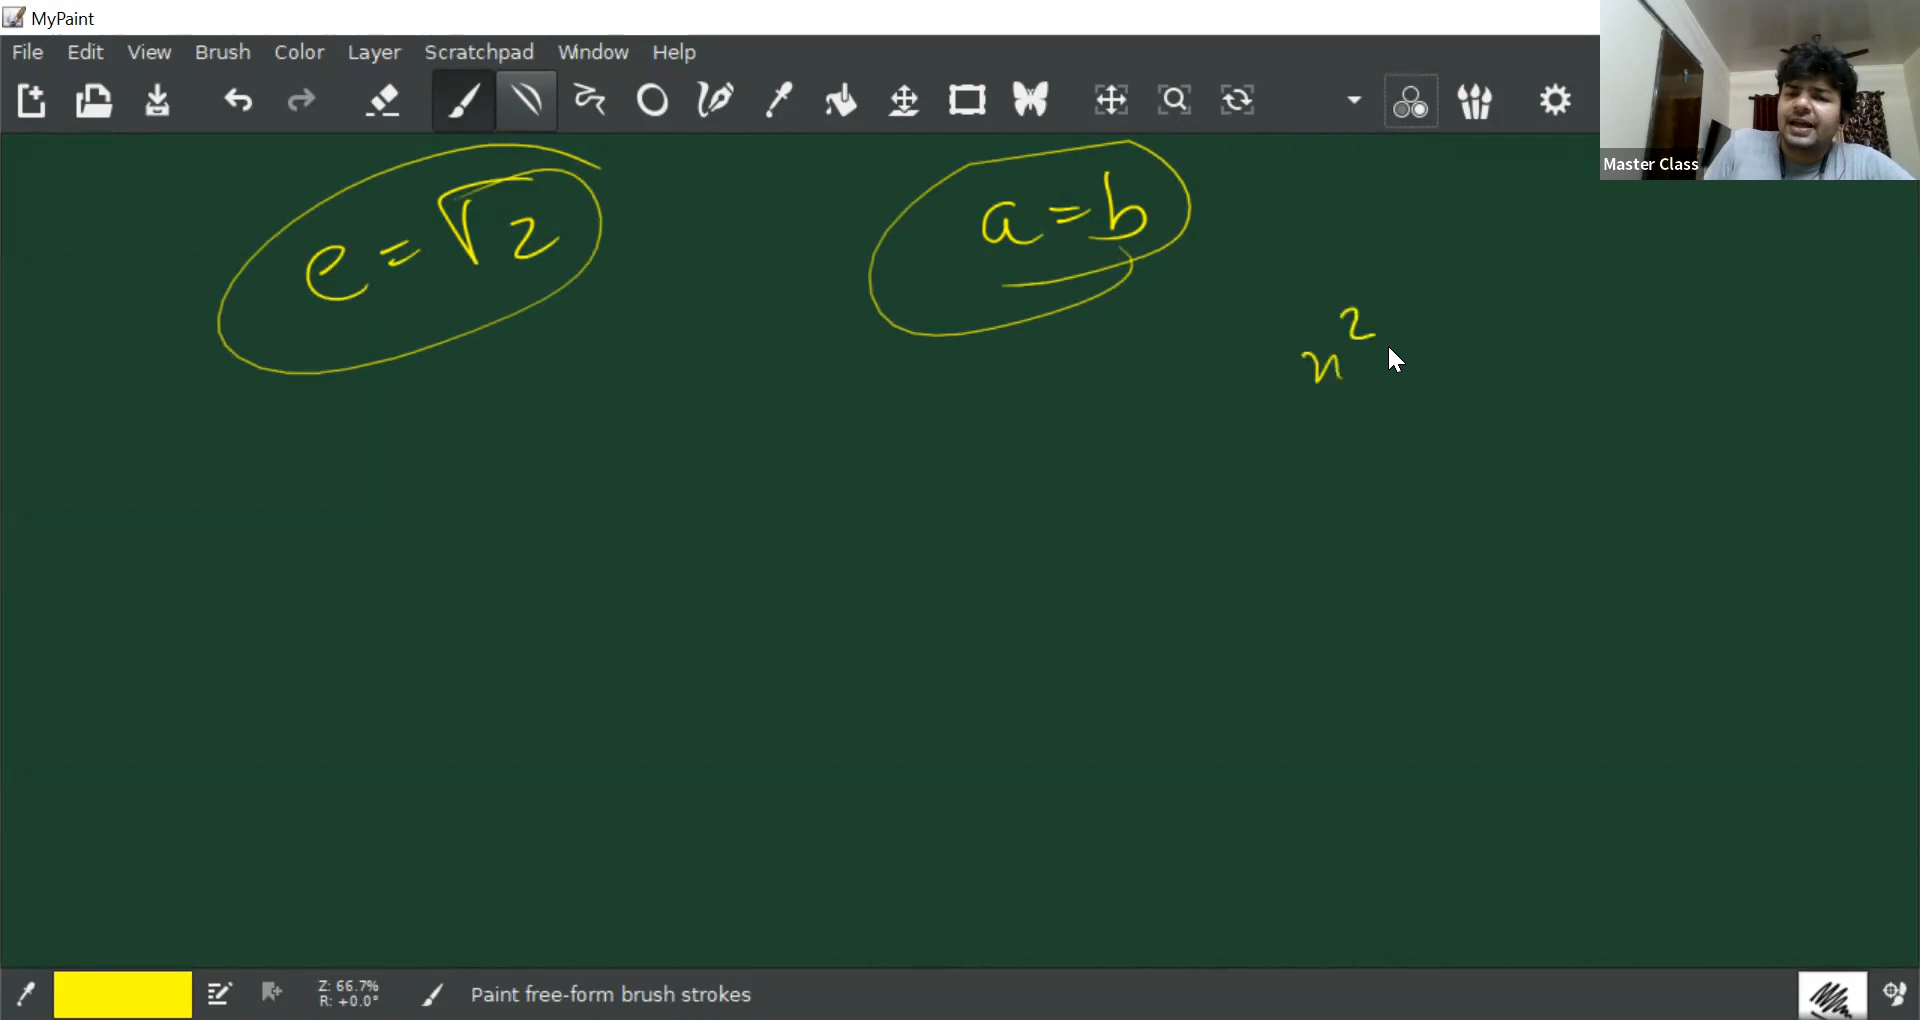 MyPaint
File Edit View Brush Color Layer Scratchpad Window Help
Master Class
e = √2
a = b
x²
Z: 66.7%
R: +0.0°
Paint free-form brush strokes